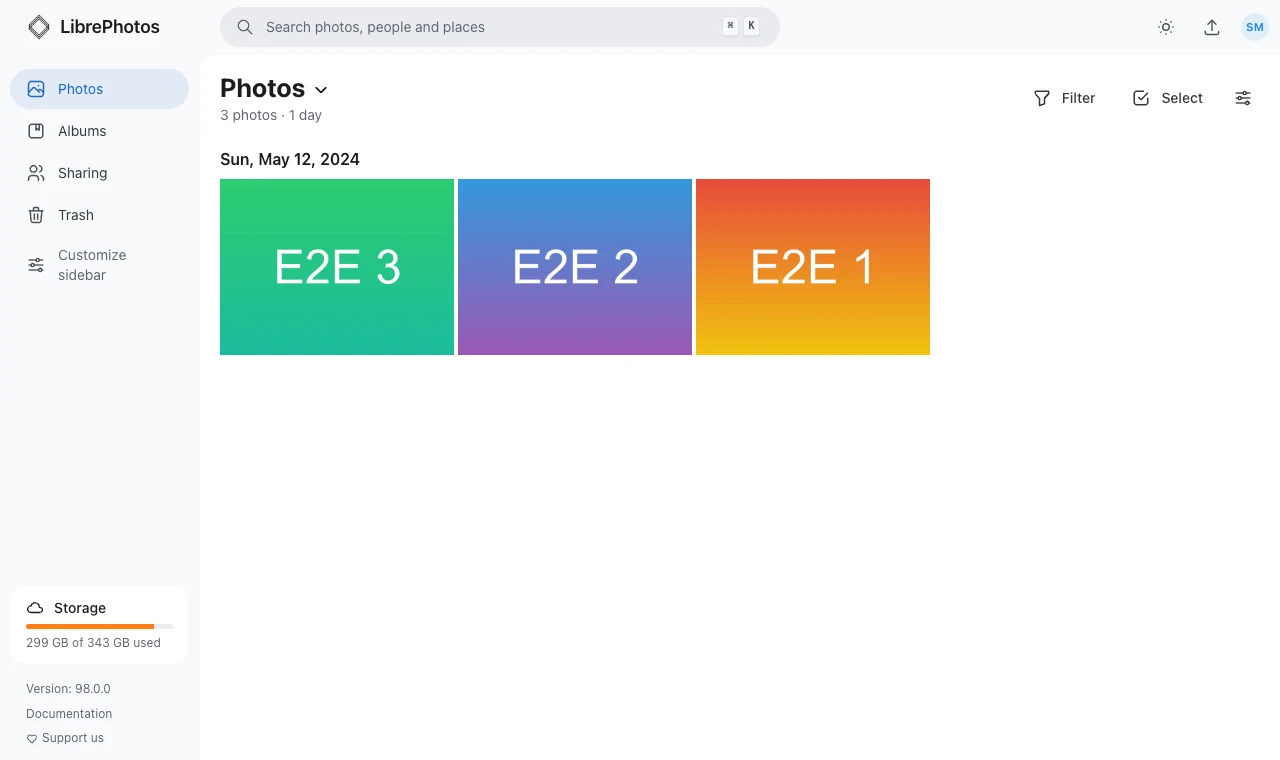 LibrePhotos
Search photos, people and places
⌘ K
SM
Photos
Albums
Sharing
Trash
Customize
sidebar
Storage
299 GB of 343 GB used
Version: 98.0.0
Documentation
Support us
Photos
3 photos · 1 day
Filter
Select
Sun, May 12, 2024
E2E 3
E2E 2
E2E 1